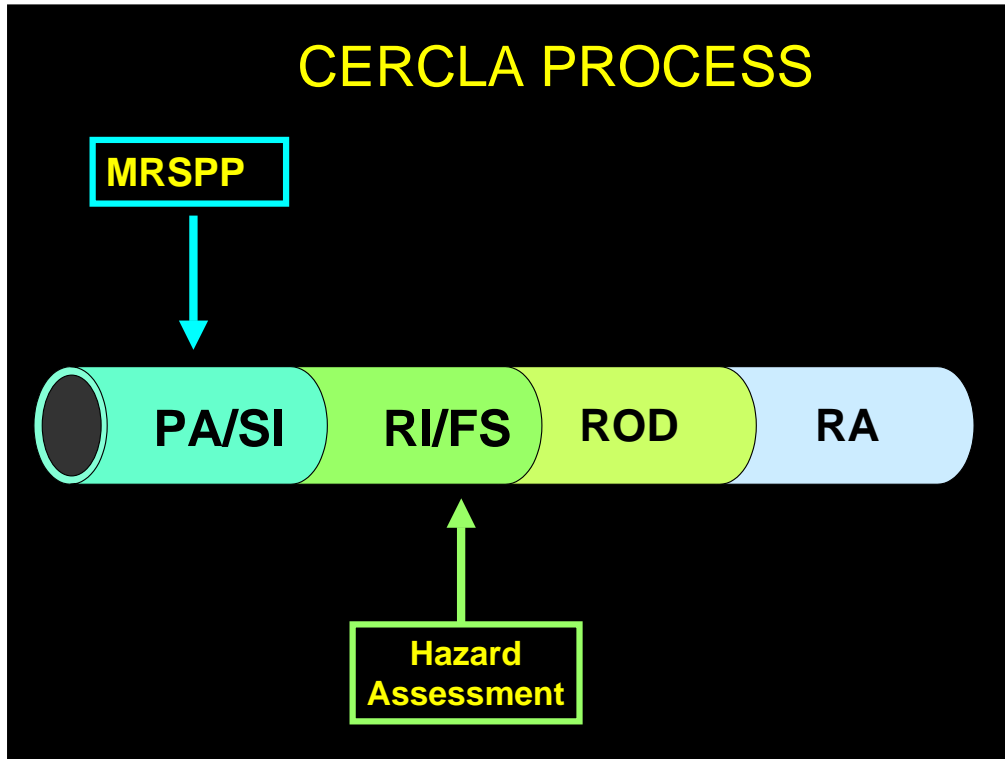 CERCLA PROCESS
MRSPP
PA/SI
RI/FS
ROD
RA
Hazard
Assessment